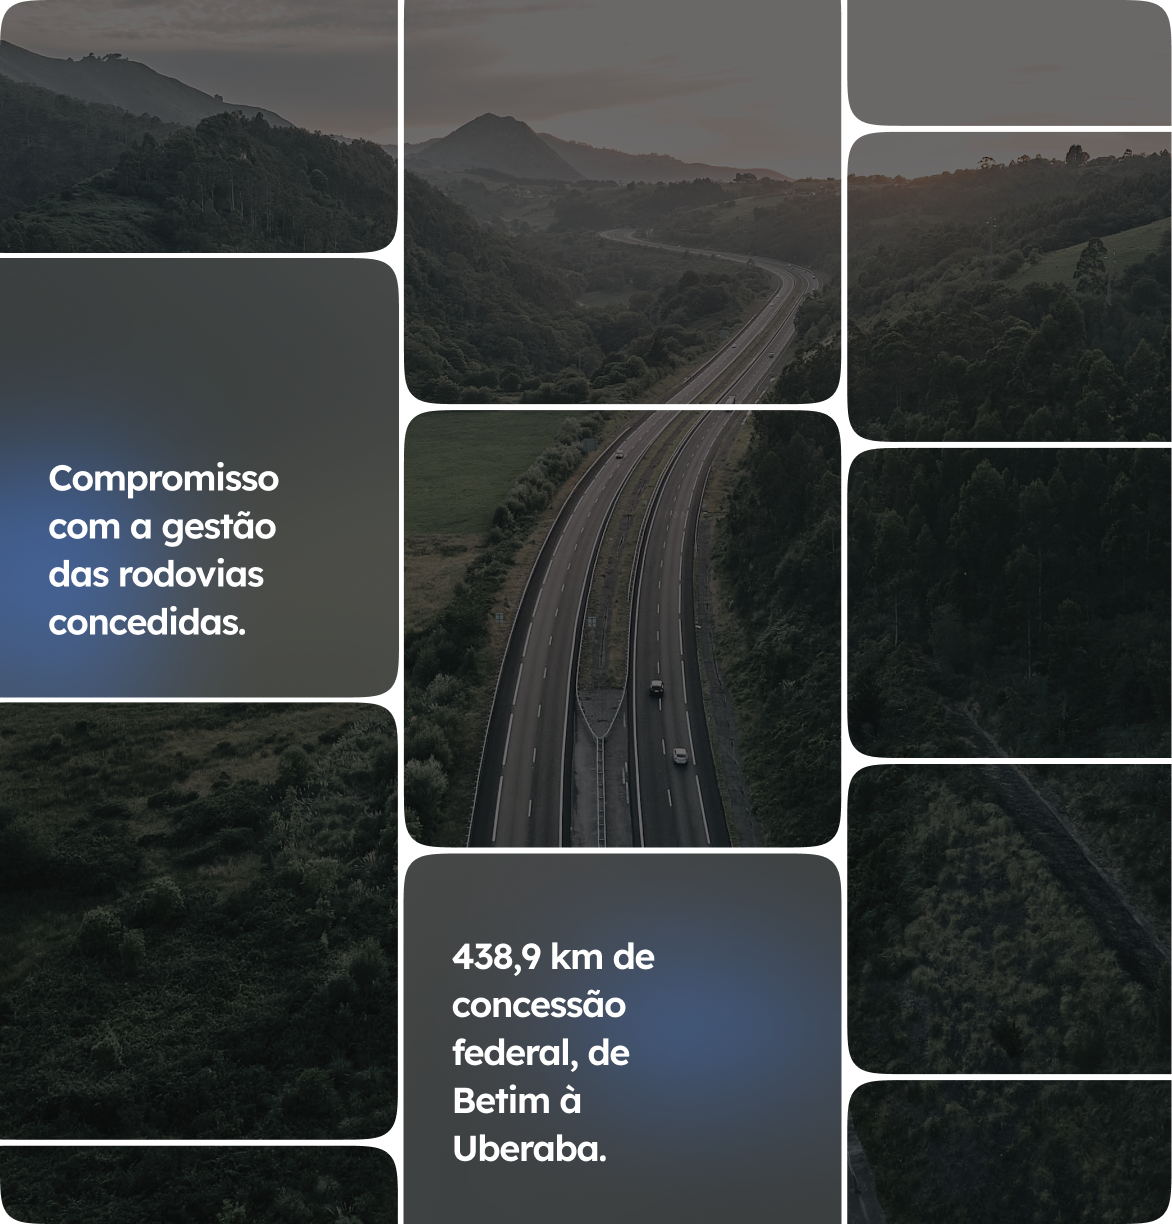 Compromisso
com a gestão
das rodovias
concedidas.
438,9 km de
concessão
federal, de
Betim à
Uberaba.